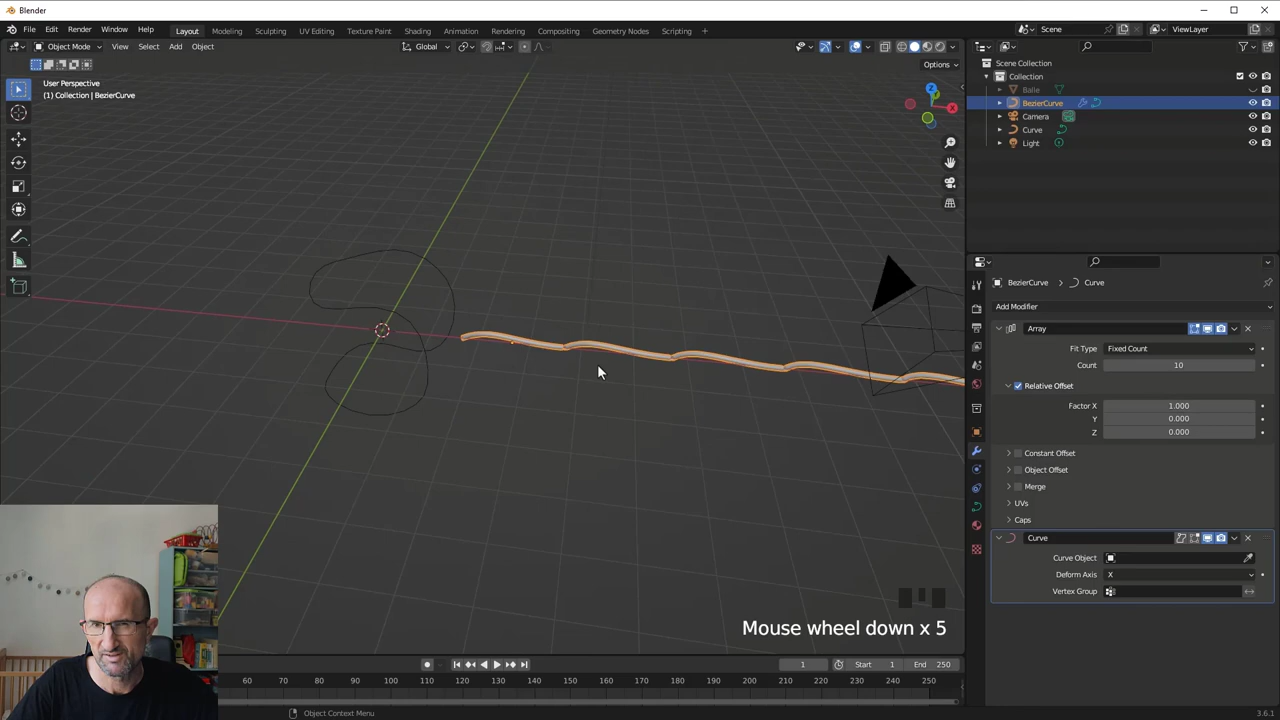 Blender
File Edit Render Window Help Layout Modeling Sculpting UV Editing Texture Paint Shading Animation Rendering Compositing Geometry Nodes Scripting + Scene ViewLayer
Object Mode View Select Add Object Global
Options
User Perspective
(1) Collection | BezierCurve
Z
X
Scene Collection
Collection
Balie
BezierCurve
Camera
Curve
Light
BezierCurve > Curve
Add Modifier
Array
Fit Type Fixed Count
Count 10
Relative Offset
Factor X 1.000
Y 0.000
Z 0.000
Constant Offset
Object Offset
Merge
UVs
Caps
Curve
Curve Object
Deform Axis X
Vertex Group
Mouse wheel down x 5
1 Start 1 End 250
60 70 80 90 100 110 120 130 140 150 160 170 180 190 200 210 220 230 240 250
Object Context Menu
3.6.1